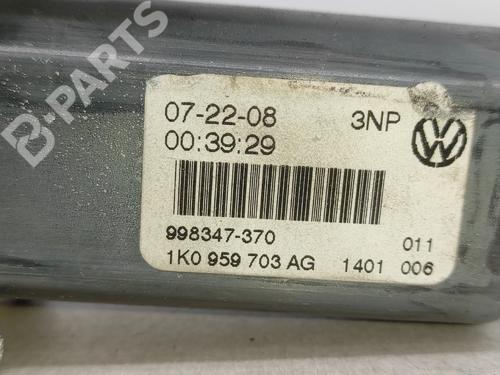 B-PARTS
07-22-08 3NP
00:39:29
998347-370 011
1K0 959 703 AG 1401 006